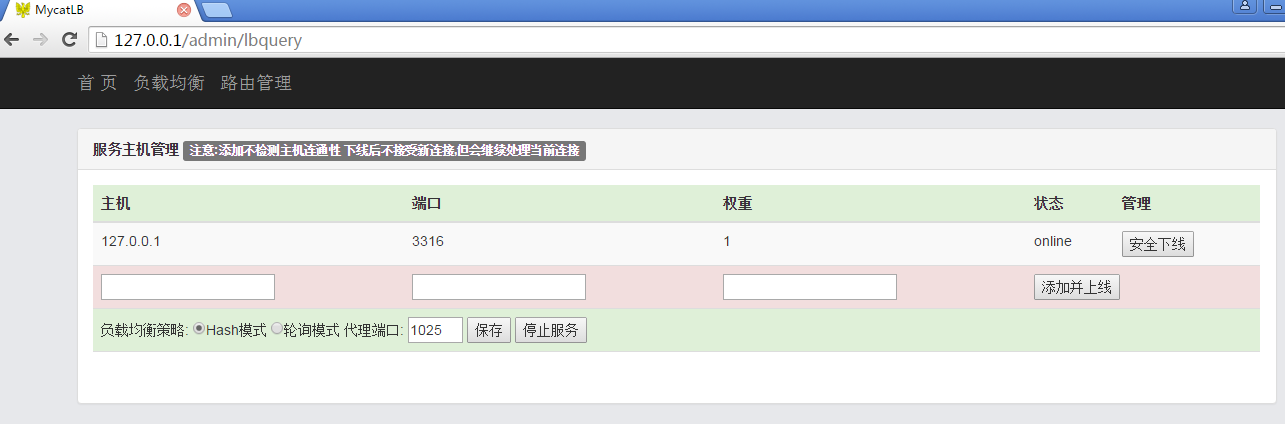 MycatLB
127.0.0.1/admin/lbquery
首 页 负载均衡 路由管理
服务主机管理 注意:添加不检测主机连通性 下线后不接受新连接,但会继续处理当前连接
主机 端口 权重 状态 管理
127.0.0.1 3316 1 online 安全下线
添加并上线
负载均衡策略: Hash模式 轮询模式 代理端口: 1025 保存 停止服务